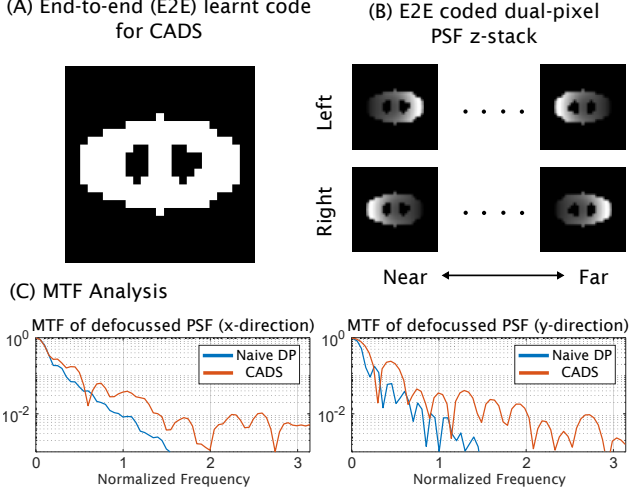 (A) End-to-end (E2E) learnt code
for CADS
(B) E2E coded dual-pixel
PSF z-stack
Left
Right
Near
Far
(C) MTF Analysis
MTF of defocussed PSF (x-direction)
10^0
10^-2
Naive DP
CADS
0 1 2 3
Normalized Frequency
MTF of defocussed PSF (y-direction)
10^0
10^-2
Naive DP
CADS
0 1 2 3
Normalized Frequency